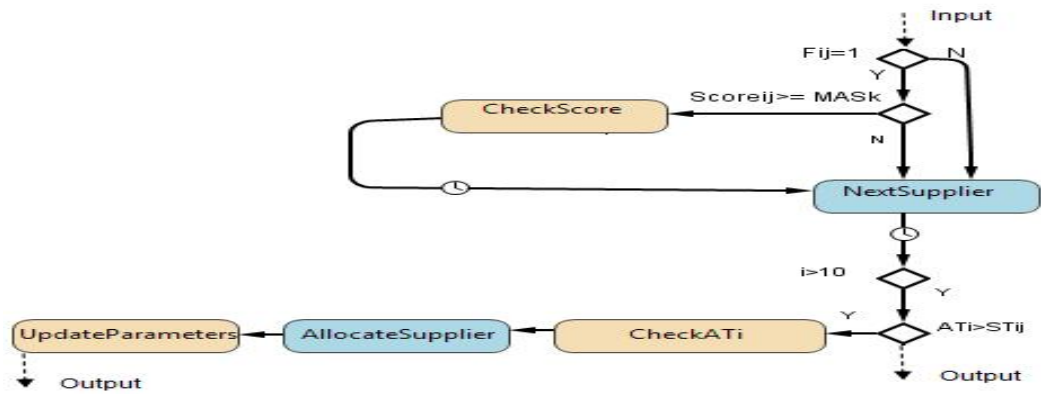 Input
Fij=1
N
Y
Scoreij>= MASk
CheckScore
N
NextSupplier
i>10
Y
ATi>STij
Y
CheckATi
AllocateSupplier
UpdateParameters
Output
Output